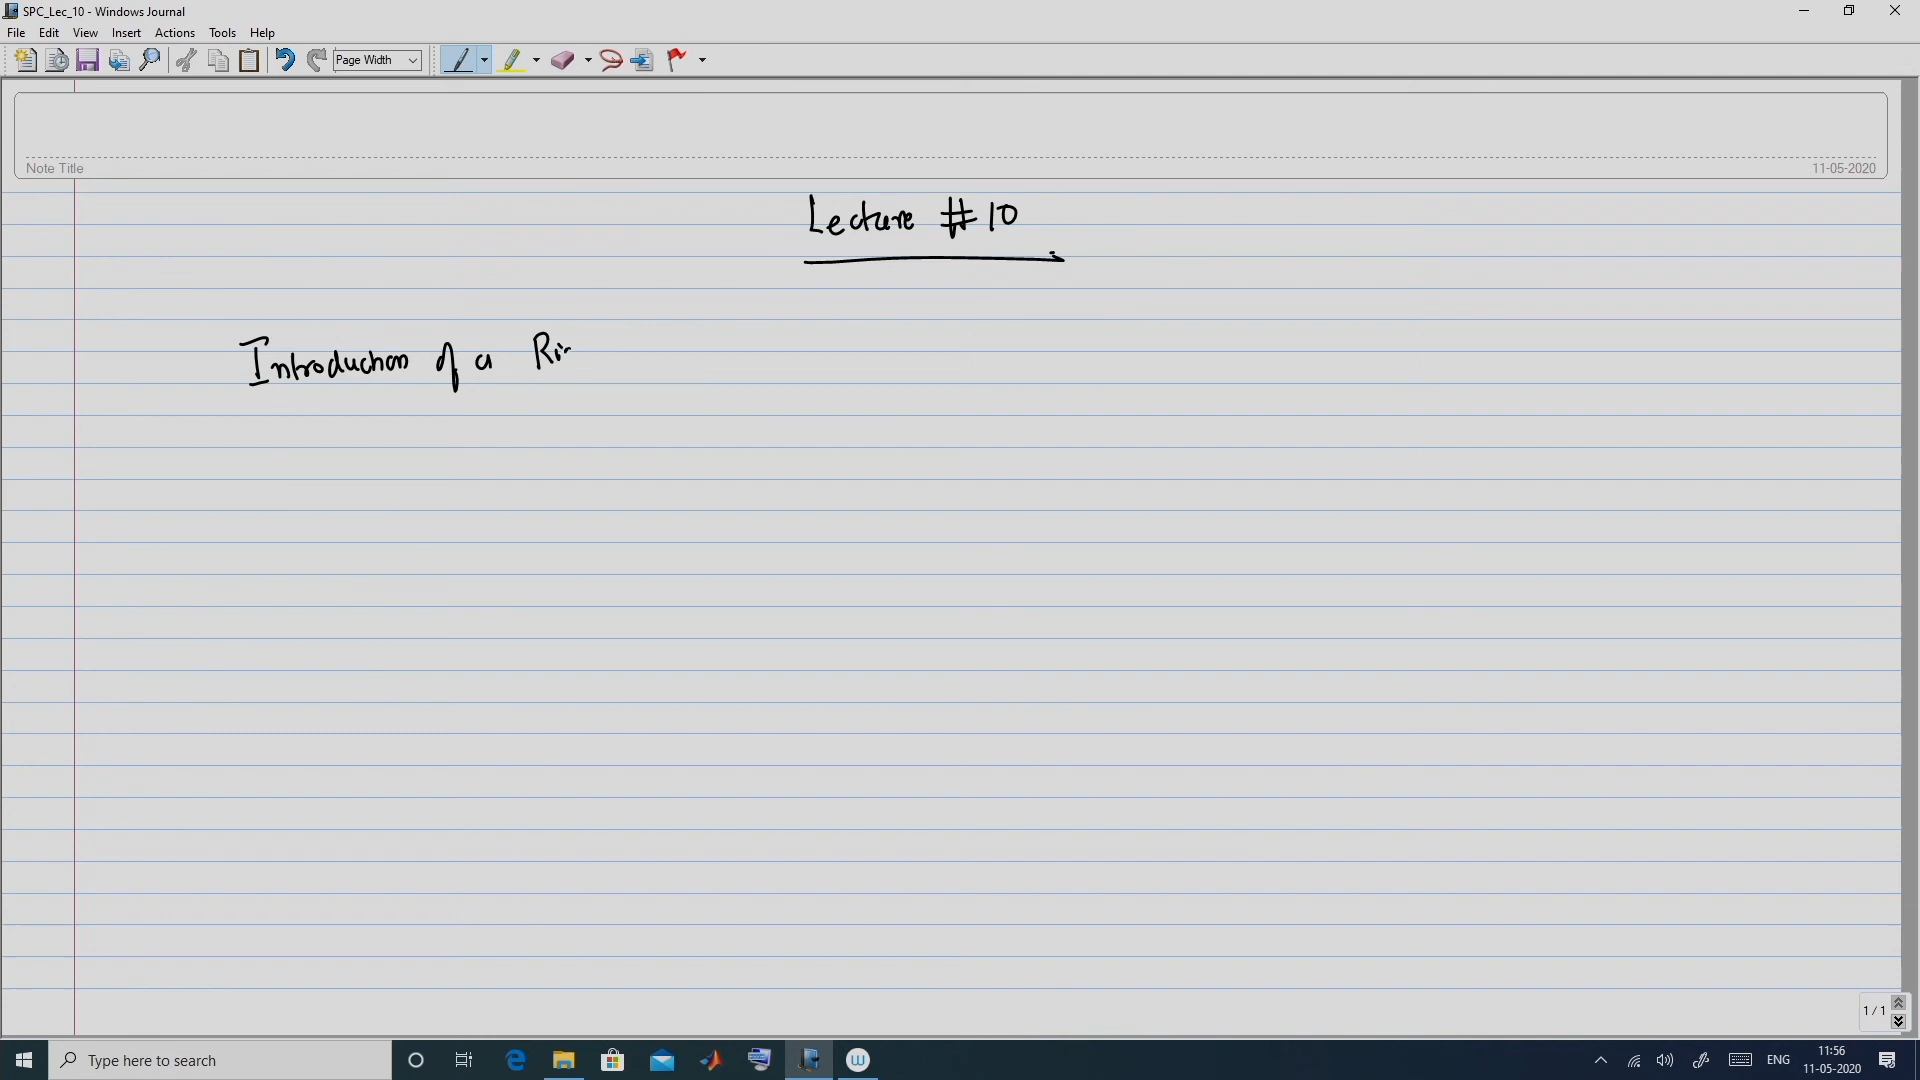 SPC_Lec_10 - Windows Journal
File Edit View Insert Actions Tools Help
Page Width
Note Title 11-05-2020
Lecture #10
Introduction of a
1 / 1
Type here to search
ENG
11:56
11-05-2020